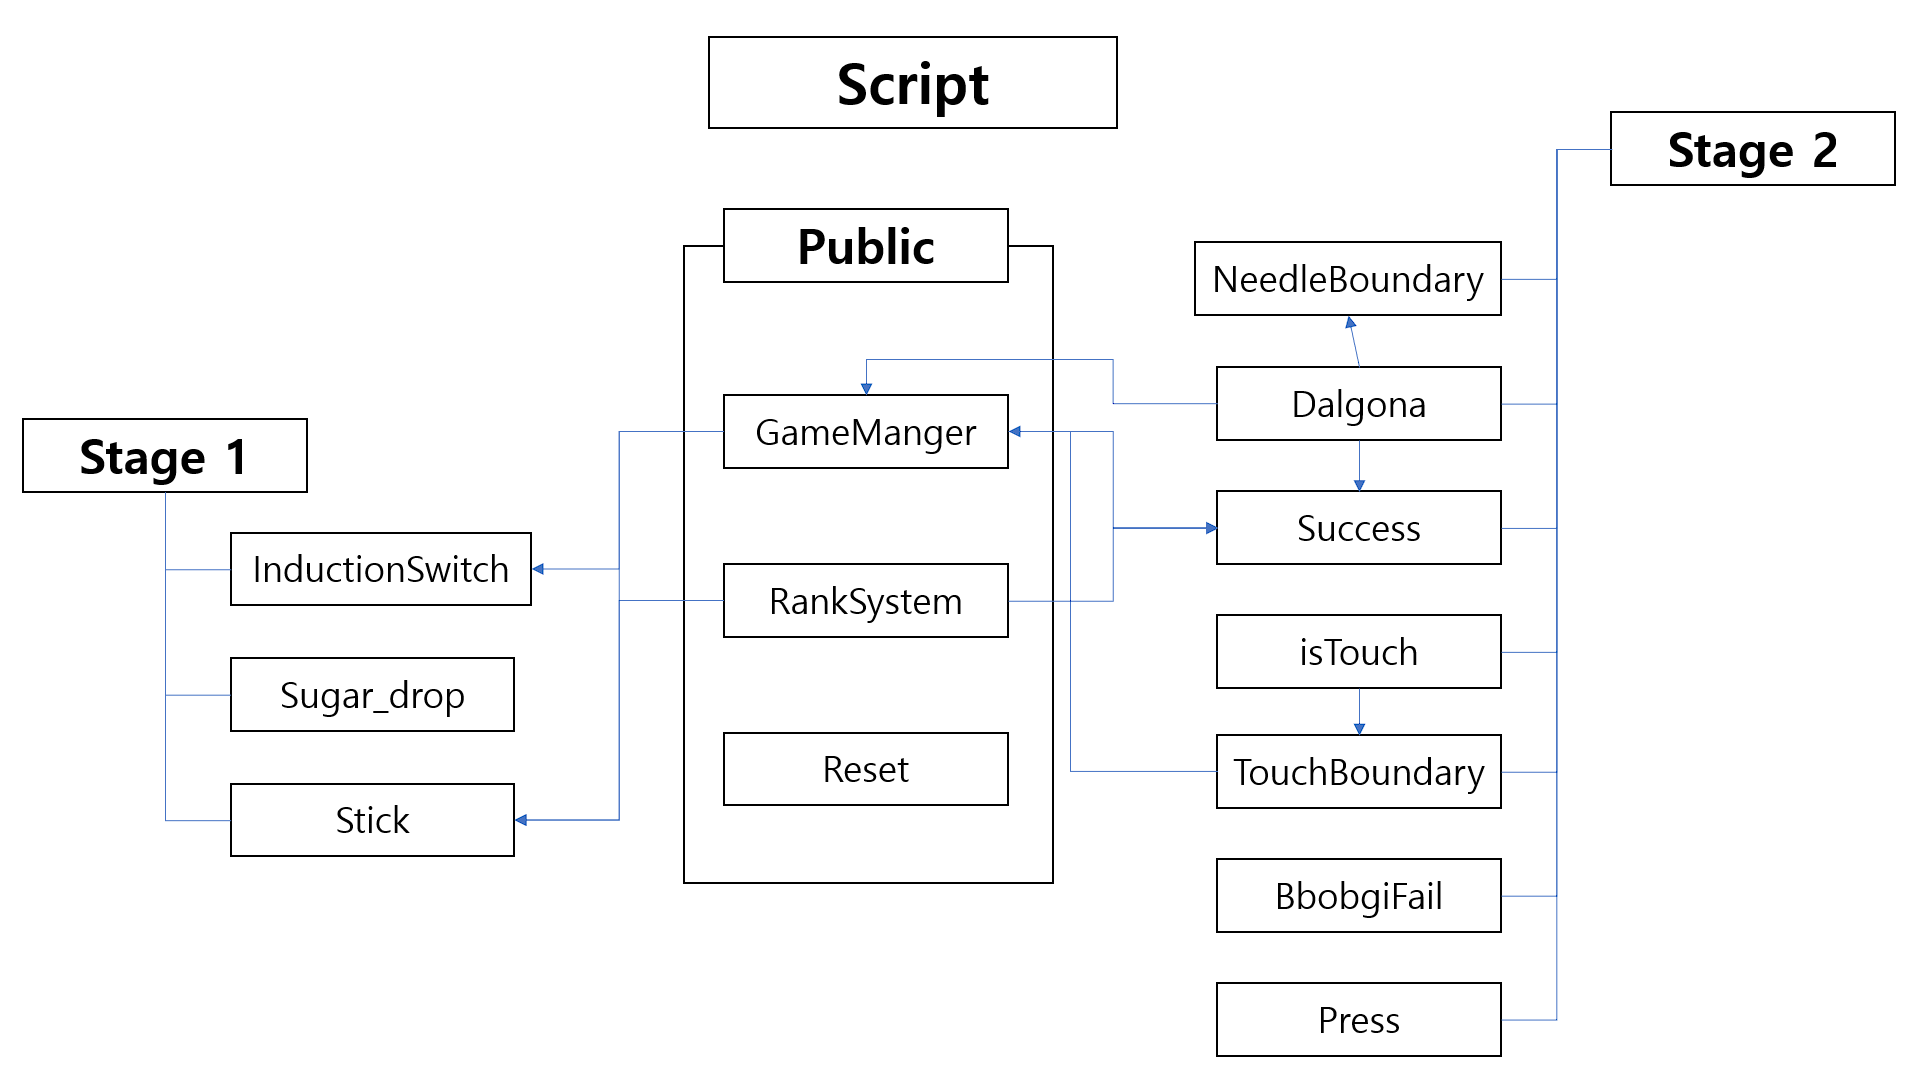 Script
Stage 1
InductionSwitch
Sugar_drop
Stick
Public
GameManger
RankSystem
Reset
Stage 2
NeedleBoundary
Dalgona
Success
isTouch
TouchBoundary
BbobgiFail
Press